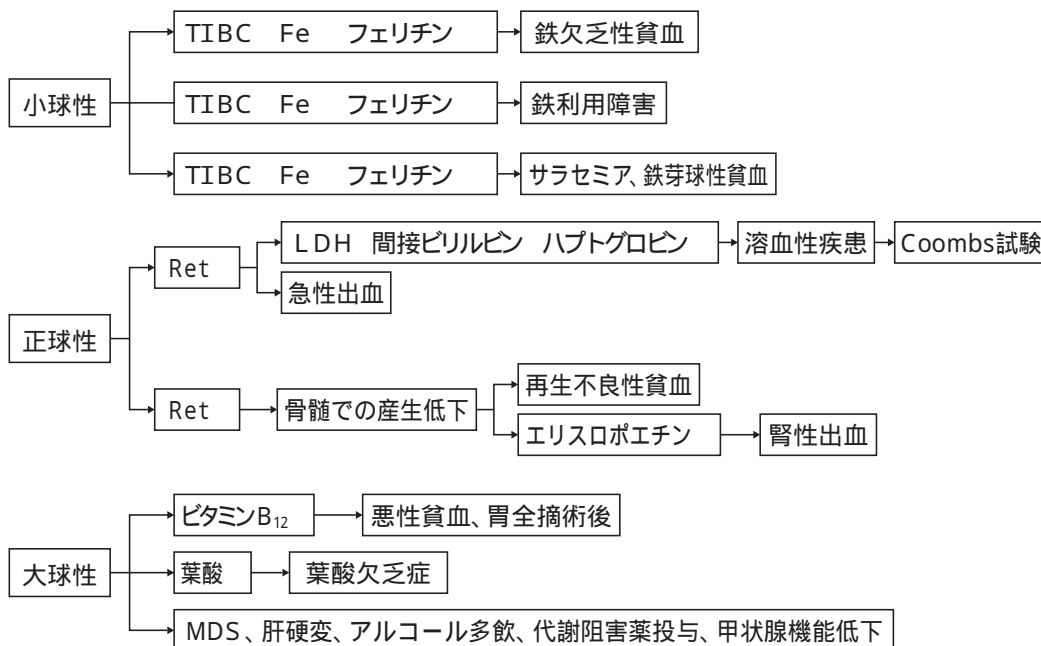 小球性
TIBC Fe フェリチン
鉄欠乏性貧血
TIBC Fe フェリチン
鉄利用障害
TIBC Fe フェリチン
サラセミア、鉄芽球性貧血
正球性
Ret
LDH 間接ビリルビン ハプトグロビン
溶血性疾患
Coombs試験
急性出血
Ret
骨髄での産生低下
再生不良性貧血
エリスロポエチン
腎性出血
大球性
ビタミンB₁₂
悪性貧血、胃全摘術後
葉酸
葉酸欠乏症
MDS、肝硬変、アルコール多飲、代謝阻害薬投与、甲状腺機能低下